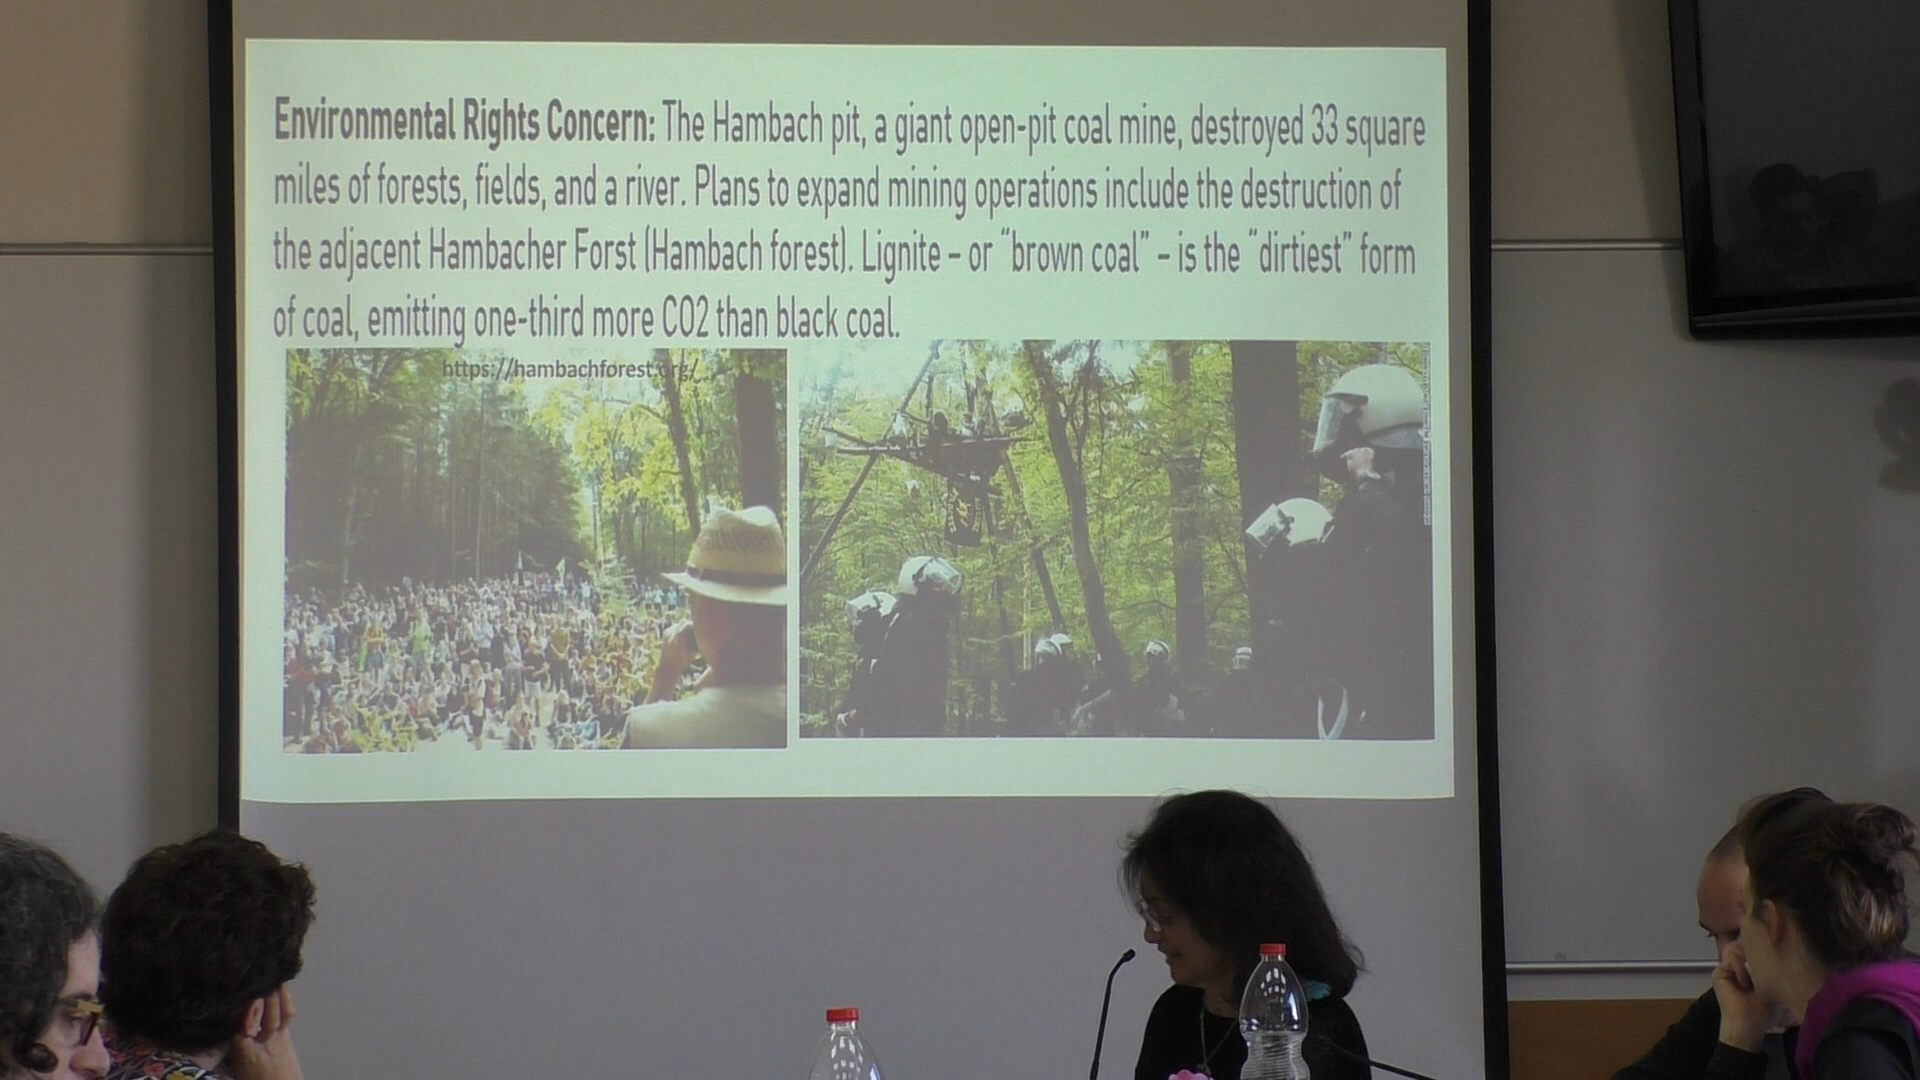 Environmental Rights Concern: The Hambach pit, a giant open-pit coal mine, destroyed 33 square
miles of forests, fields, and a river. Plans to expand mining operations include the destruction of
the adjacent Hambacher Forst (Hambach forest). Lignite – or “brown coal” – is the “dirtiest” form
of coal, emitting one-third more CO2 than black coal.
https://hambachforest.org/